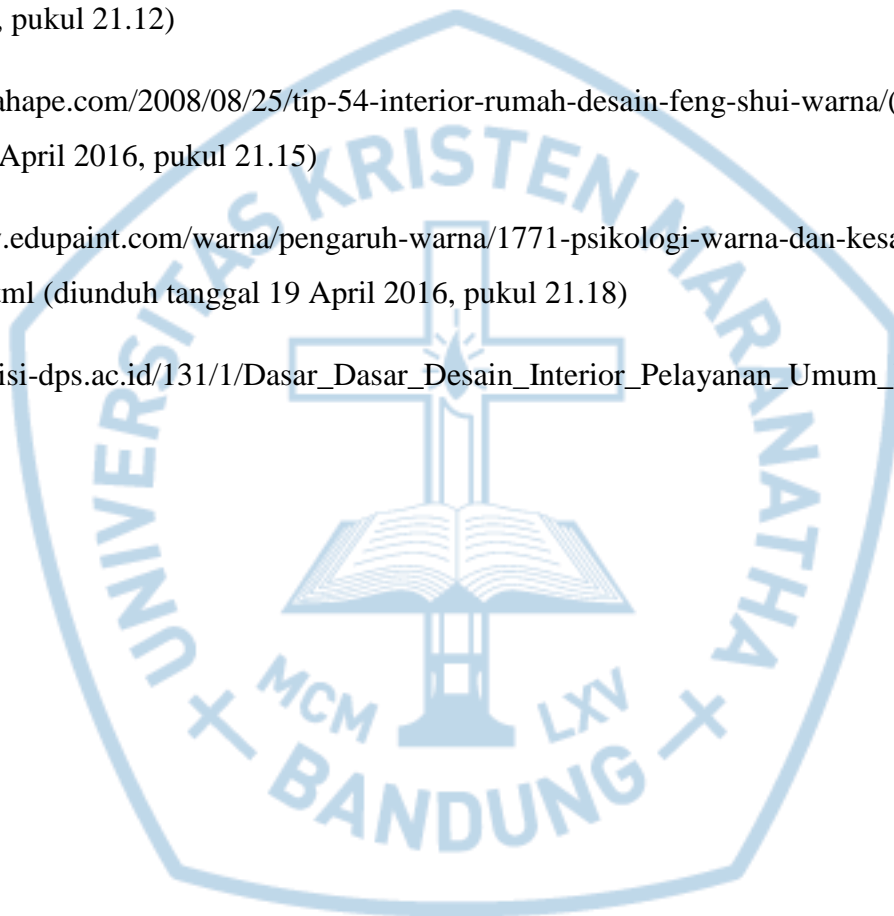 , pukul 21.12)
ahape.com/2008/08/25/tip-54-interior-rumah-desain-feng-shui-warna/(
April 2016, pukul 21.15)
.edupaint.com/warna/pengaruh-warna/1771-psikologi-warna-dan-kesa
ml (diunduh tanggal 19 April 2016, pukul 21.18)
isi-dps.ac.id/131/1/Dasar_Dasar_Desain_Interior_Pelayanan_Umum_
UNIVERSITAS KRISTEN MARANATHA
MCM LXV
BANDUNG